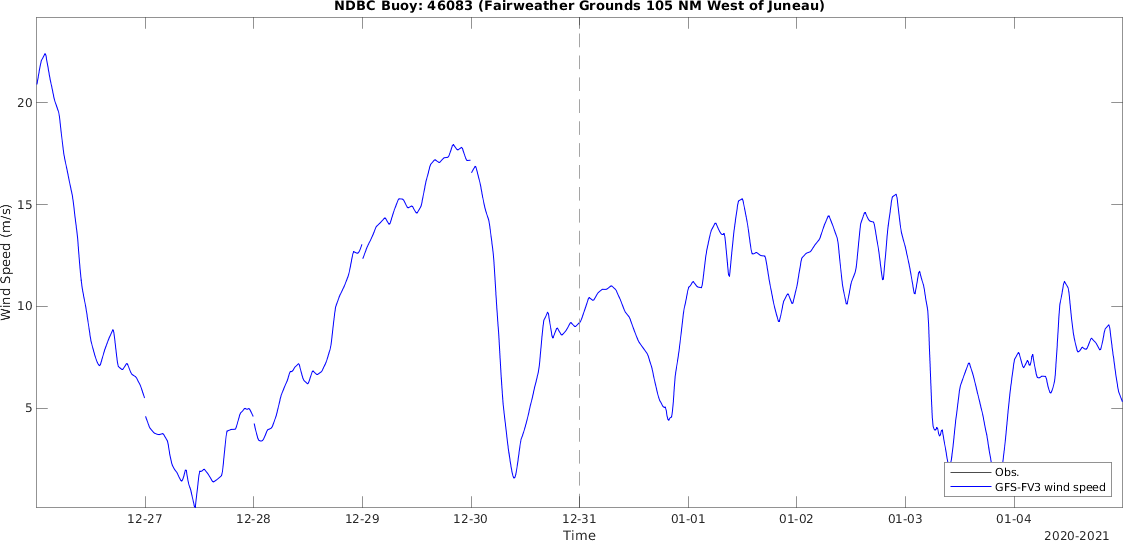 NDBC Buoy: 46083 (Fairweather Grounds 105 NM West of Juneau)
Wind Speed (m/s)
20
15
10
5
Obs.
GFS-FV3 wind speed
12-27 12-28 12-29 12-30 12-31 01-01 01-02 01-03 01-04
Time
2020-2021